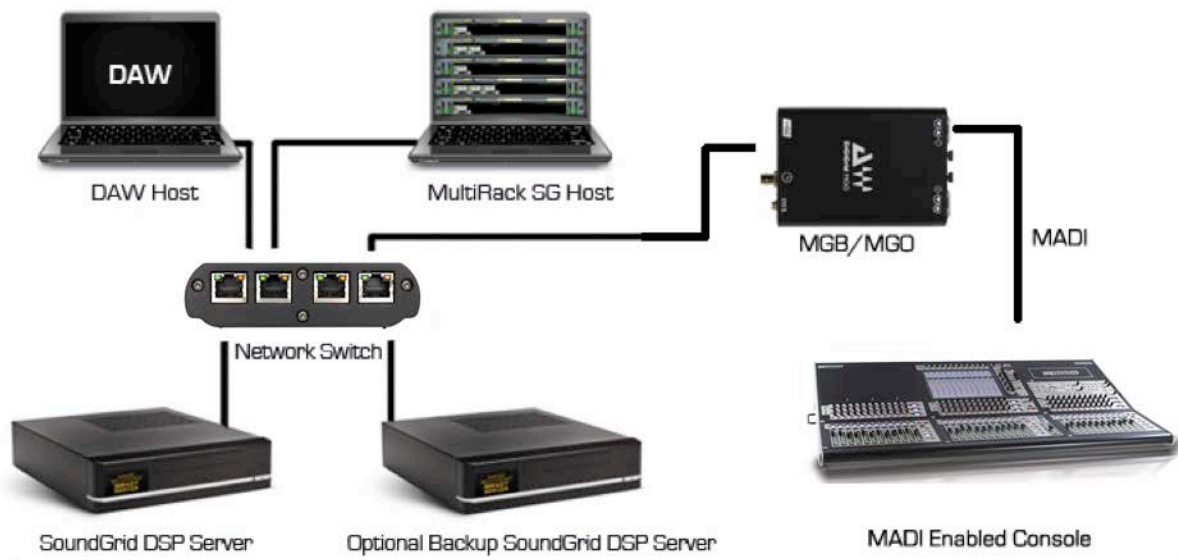 DAW
DAW Host
MultiRack SG Host
MGB/MGO
MADI
Network Switch
SoundGrid DSP Server
Optional Backup SoundGrid DSP Server
MADI Enabled Console